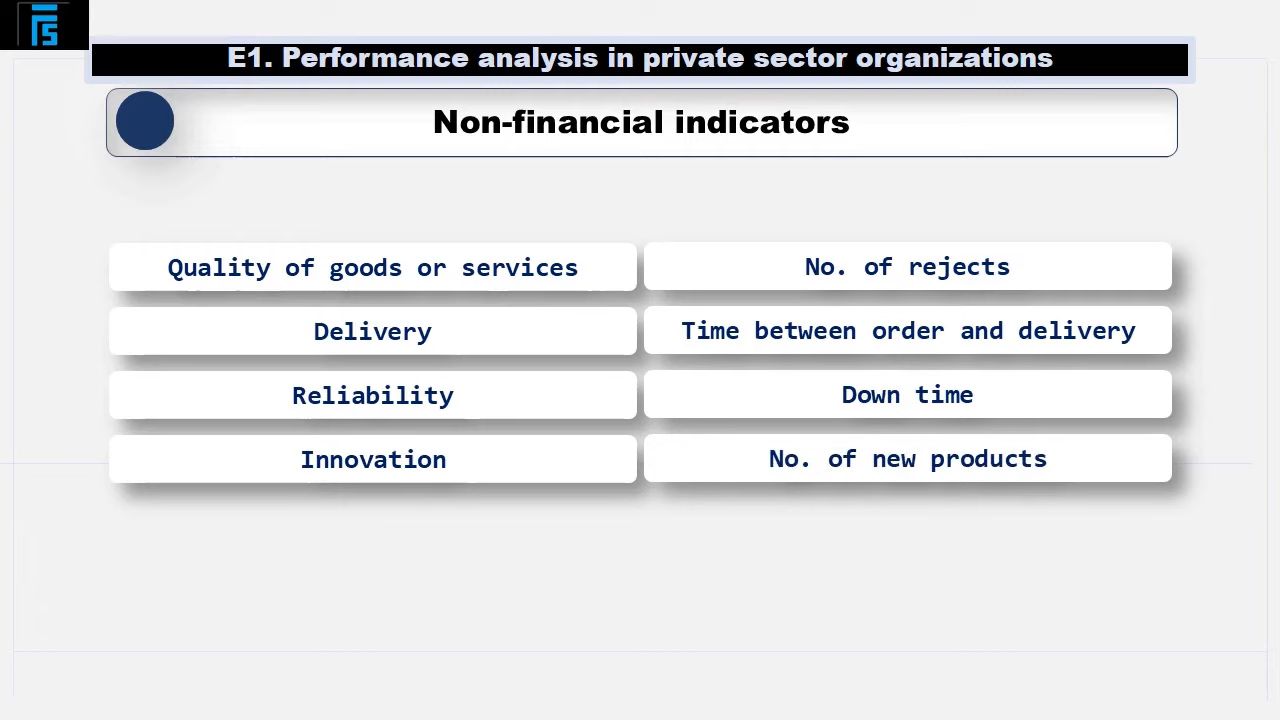 E1. Performance analysis in private sector organizations
Non-financial indicators
Quality of goods or services
No. of rejects
Delivery
Time between order and delivery
Reliability
Down time
Innovation
No. of new products